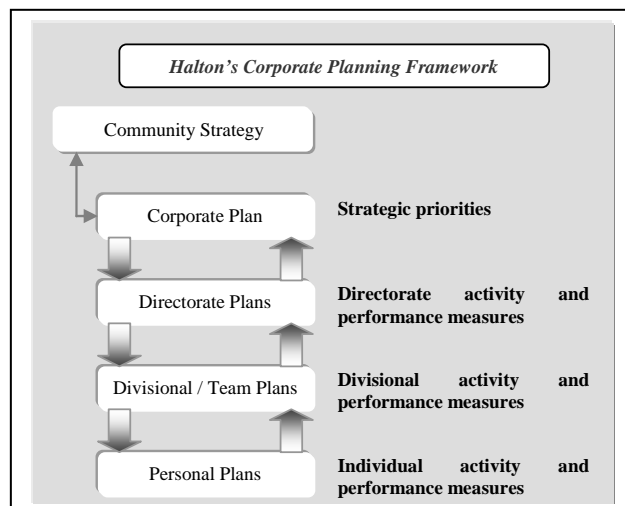 Halton's Corporate Planning Framework
Community Strategy
Corporate Plan
Strategic priorities
Directorate Plans
Directorate activity and
performance measures
Divisional / Team Plans
Divisional activity and
performance measures
Personal Plans
Individual activity and
performance measures